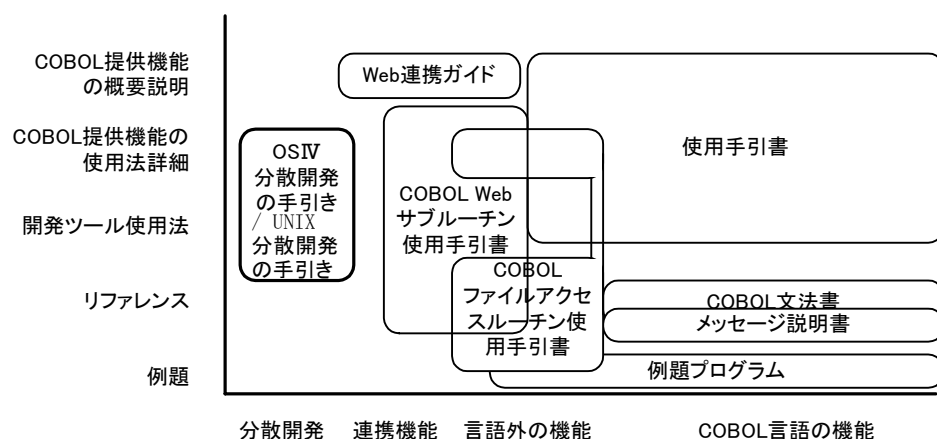 COBOL提供機能
の概要説明
COBOL提供機能の
使用法詳細
開発ツール使用法
リファレンス
例題
Web連携ガイド
使用手引書
OSⅣ
分散開発
の手引き
/ UNIX
分散開発
の手引き
COBOL Web
サブルーチン
使用手引書
COBOL
ファイルアクセ
スルーチン使
用手引書
COBOL文法書
メッセージ説明書
例題プログラム
分散開発
連携機能
言語外の機能
COBOL言語の機能